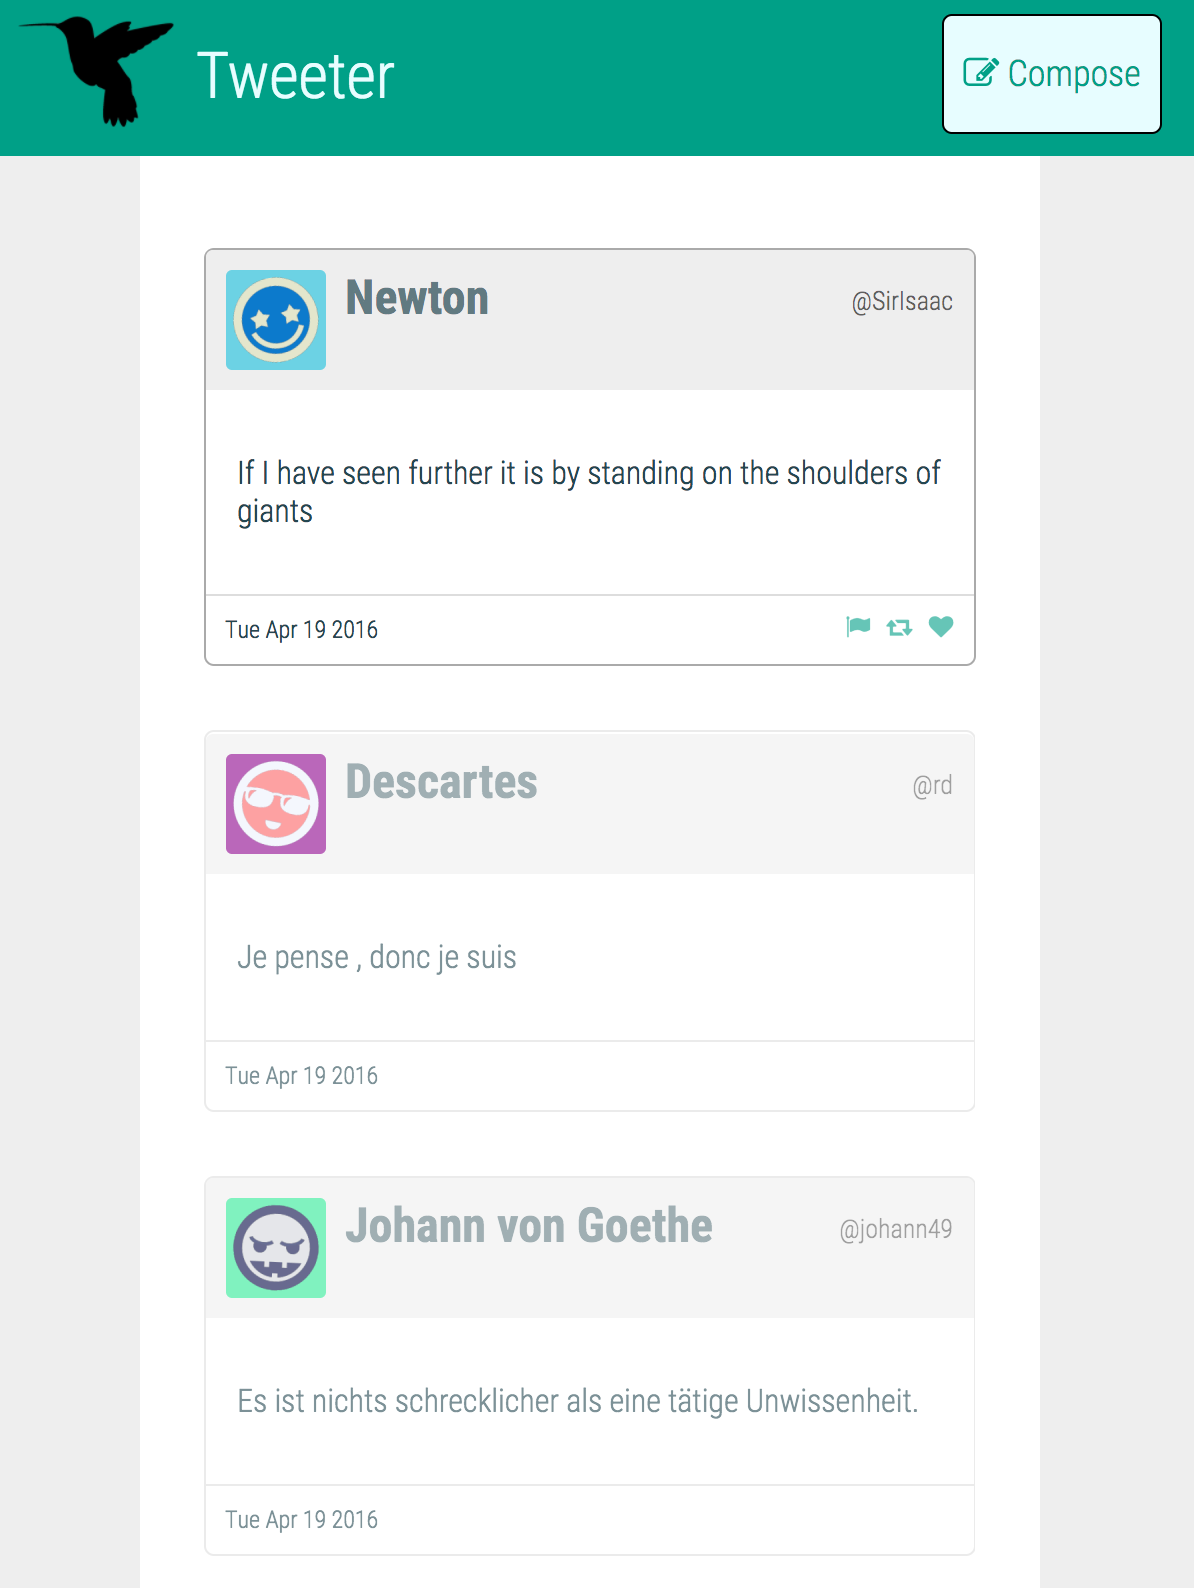 Tweeter
Compose
Newton
@SirIsaac
If I have seen further it is by standing on the shoulders of
giants
Tue Apr 19 2016
Descartes
@rd
Je pense , donc je suis
Tue Apr 19 2016
Johann von Goethe
@johann49
Es ist nichts schrecklicher als eine tätige Unwissenheit.
Tue Apr 19 2016